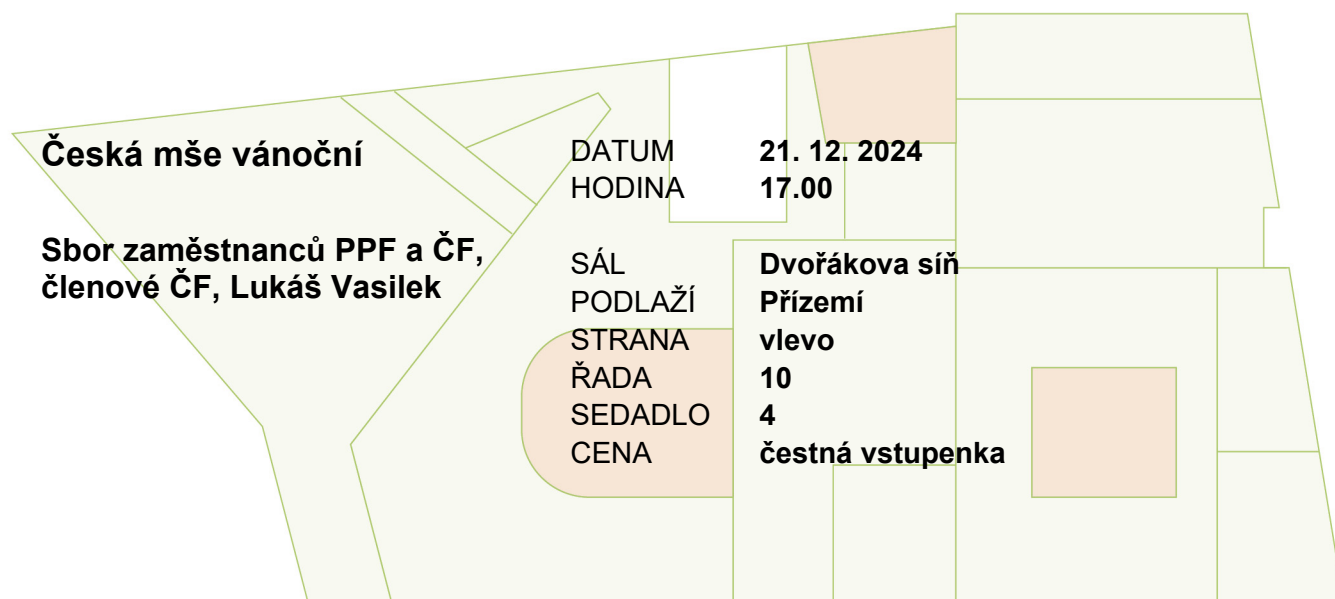 Česká mše vánoční
Sbor zaměstnanců PPF a ČF,
členové ČF, Lukáš Vasilek
DATUM 21. 12. 2024
HODINA 17.00
SÁL Dvořákova síň
PODLAŽÍ Přízemí
STRANA vlevo
ŘADA 10
SEDADLO 4
CENA čestná vstupenka